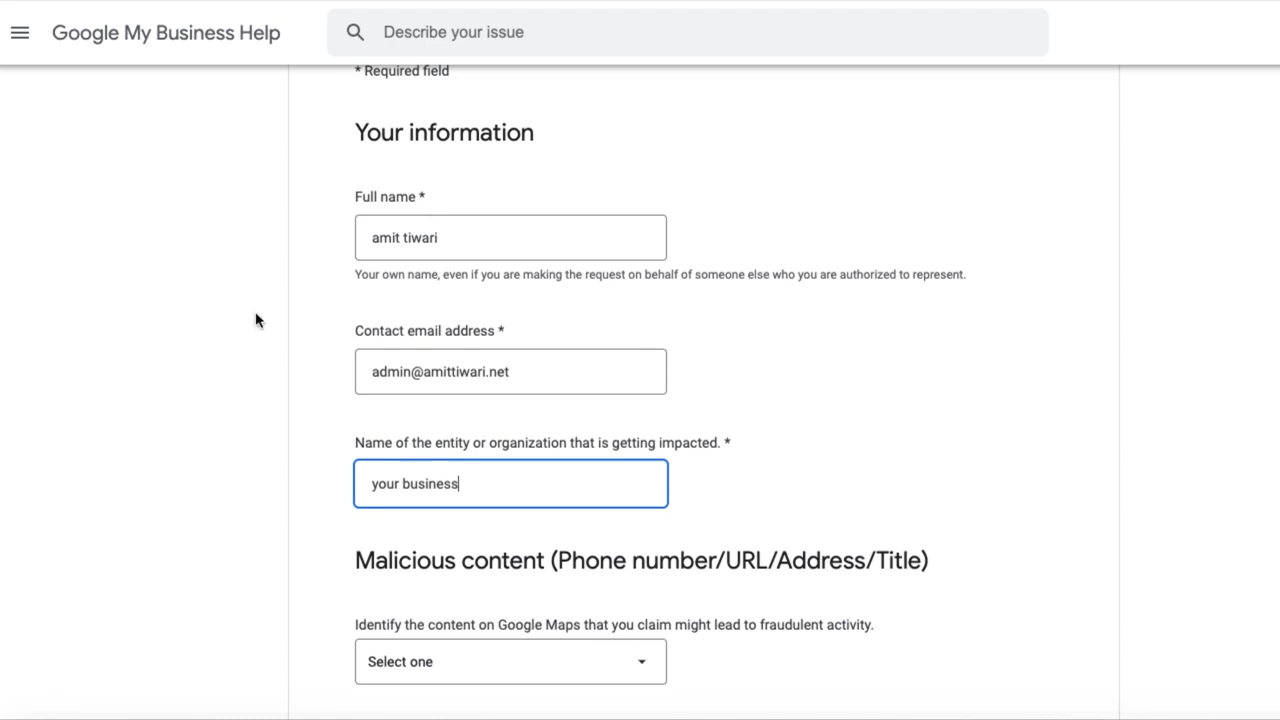 Google My Business Help
Describe your issue
* Required field
Your information
Full name *
amit tiwari
Your own name, even if you are making the request on behalf of someone else who you are authorized to represent.
Contact email address *
admin@amittiwari.net
Name of the entity or organization that is getting impacted. *
your business
Malicious content (Phone number/URL/Address/Title)
Identify the content on Google Maps that you claim might lead to fraudulent activity.
Select one